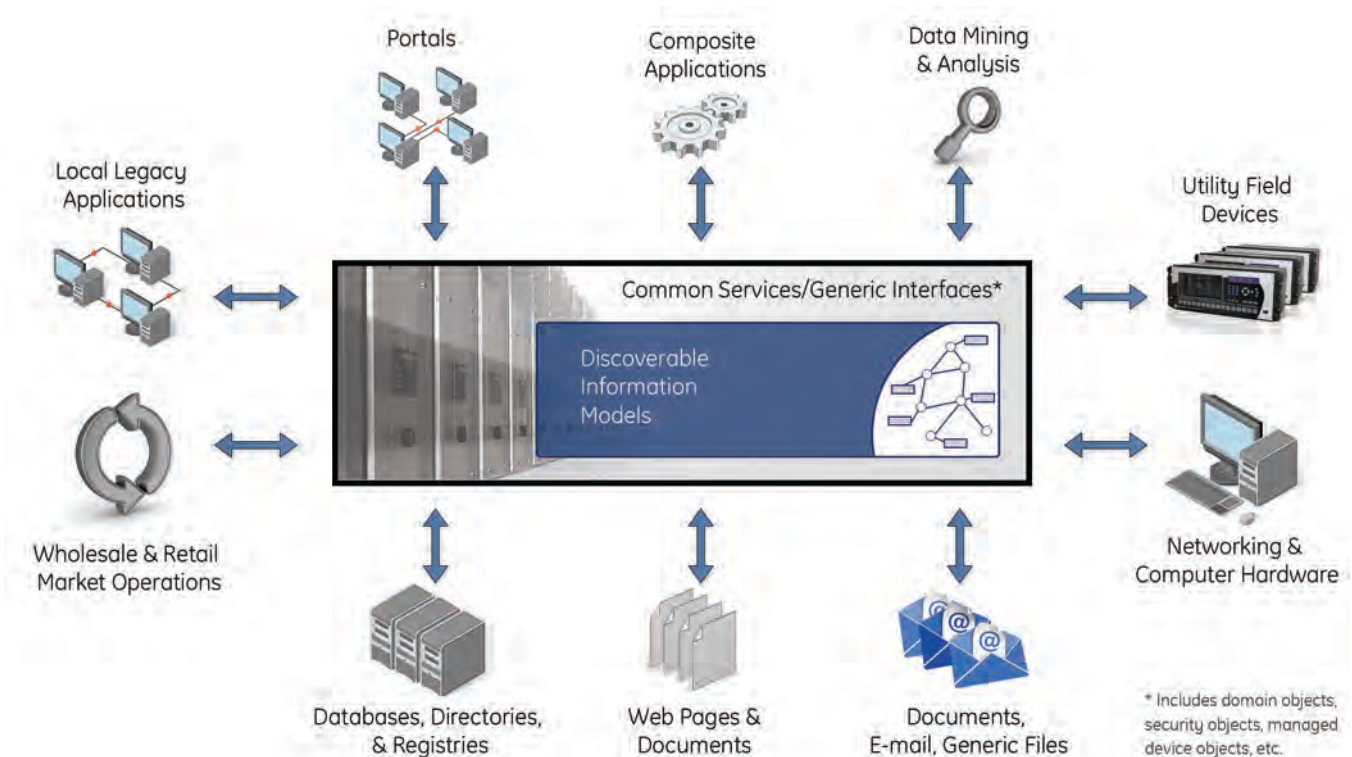 Portals
Composite
Applications
Data Mining
& Analysis
Local Legacy
Applications
Utility Field
Devices
Common Services/Generic Interfaces*
Discoverable
Information
Models
Wholesale & Retail
Market Operations
Networking &
Computer Hardware
Databases, Directories,
& Registries
Web Pages &
Documents
@
@
@
Documents,
E-mail, Generic Files
* Includes domain objects,
security objects, managed
device objects, etc.